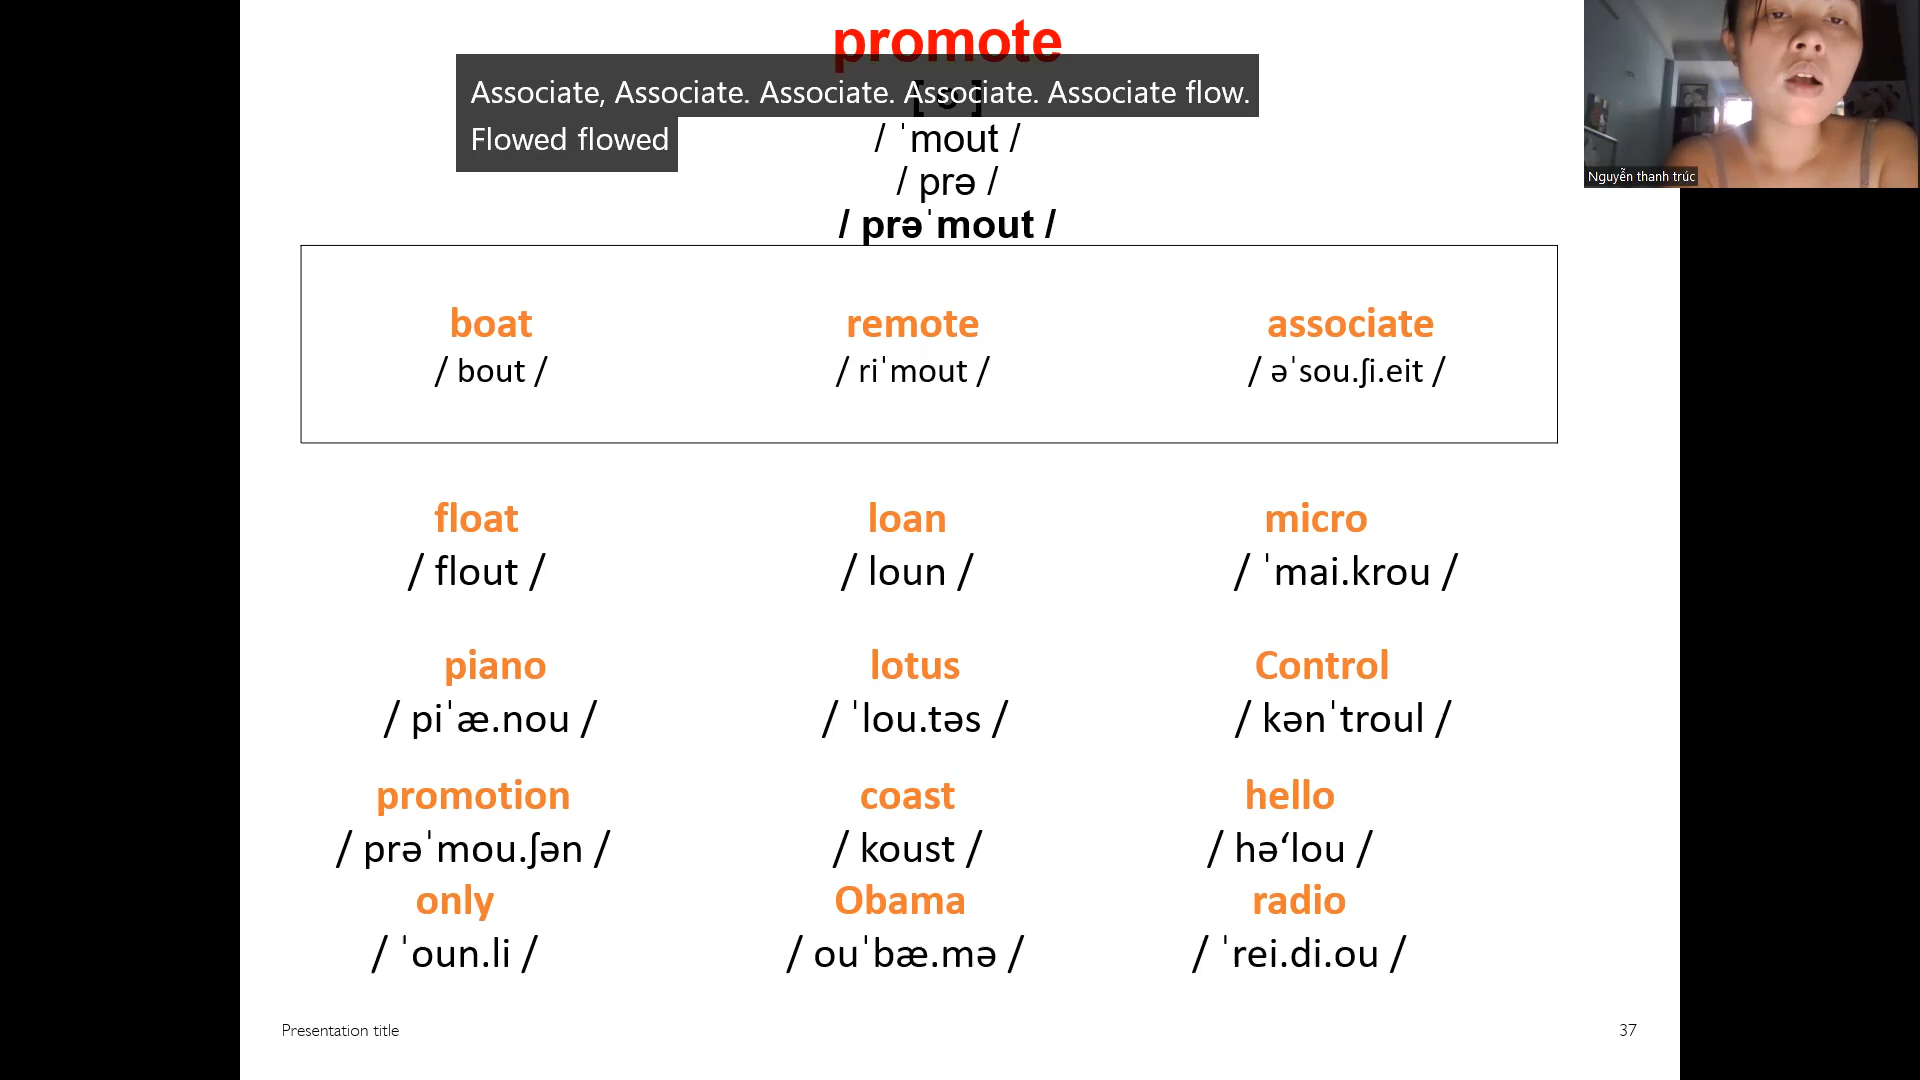 promote
Associate, Associate. Associate. Associate. Associate flow.
Flowed flowed
/ ˈmout /
/ prə /
/ prəˈmout /
boat remote associate
/ bout / / riˈmout / / əˈsou.ʃi.eit /
float loan micro
/ flout / / loun / / ˈmai.krou /
piano lotus Control
/ piˈæ.nou / / ˈlou.təs / / kənˈtroul /
promotion coast hello
/ prəˈmou.ʃən / / koust / / hə‘lou /
only Obama radio
/ ˈoun.li / / ouˈbæ.mə / / ˈrei.di.ou /
Presentation title 37
Nguyễn thanh trúc